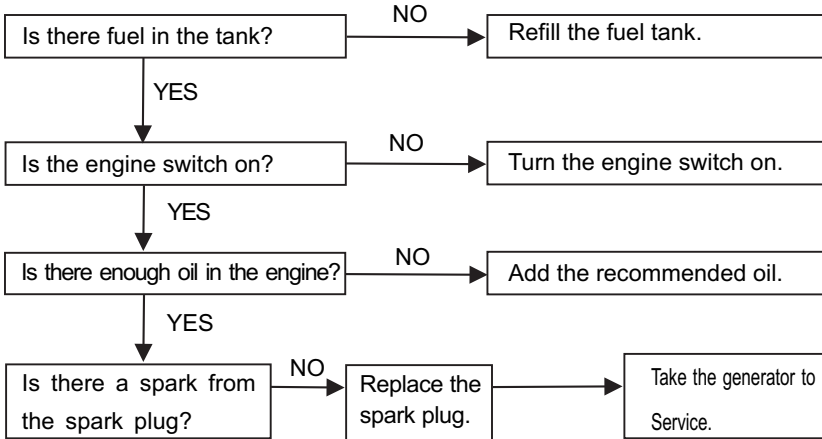 Is there fuel in the tank?
NO
Refill the fuel tank.
YES
Is the engine switch on?
NO
Turn the engine switch on.
YES
Is there enough oil in the engine?
NO
Add the recommended oil.
YES
Is there a spark from
the spark plug?
NO
Replace the
spark plug.
Take the generator to
Service.